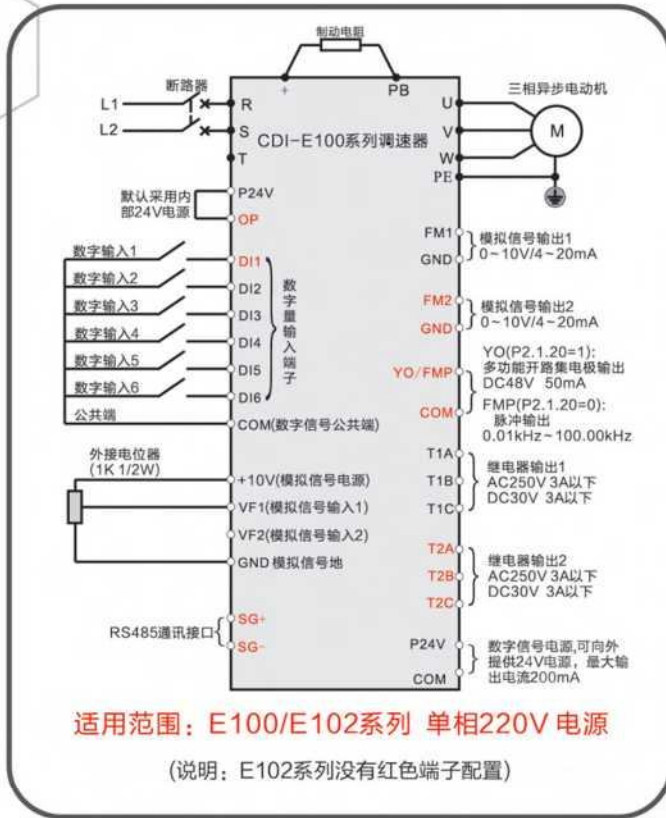 制动电阻
+
PB
断路器
L1
R
L2
S
T
CDI-E100系列调速器
U
V
W
PE
三相异步电动机
M
默认采用内
部24V电源
P24V
OP
数字输入1
DI1
数字输入2
DI2
数字输入3
DI3
数字输入4
DI4
数字输入5
DI5
数字输入6
DI6
数字量输入端子
公共端
COM(数字信号公共端)
外接电位器
(1K 1/2W)
+10V(模拟信号电源)
VF1(模拟信号输入1)
VF2(模拟信号输入2)
GND 模拟信号地
RS485通讯接口
SG+
SG-
FM1
GND
模拟信号输出1
0~10V/4~20mA
FM2
GND
模拟信号输出2
0~10V/4~20mA
YO/FMP
COM
YO(P2.1.20=1):
多功能开路集电极输出
DC48V 50mA
FMP(P2.1.20=0):
脉冲输出
0.01kHz~100.00kHz
T1A
T1B
T1C
继电器输出1
AC250V 3A以下
DC30V 3A以下
T2A
T2B
T2C
继电器输出2
AC250V 3A以下
DC30V 3A以下
P24V
COM
数字信号电源,可向外
提供24V电源，最大输
出电流200mA
适用范围：E100/E102系列 单相220V 电源
(说明：E102系列没有红色端子配置)